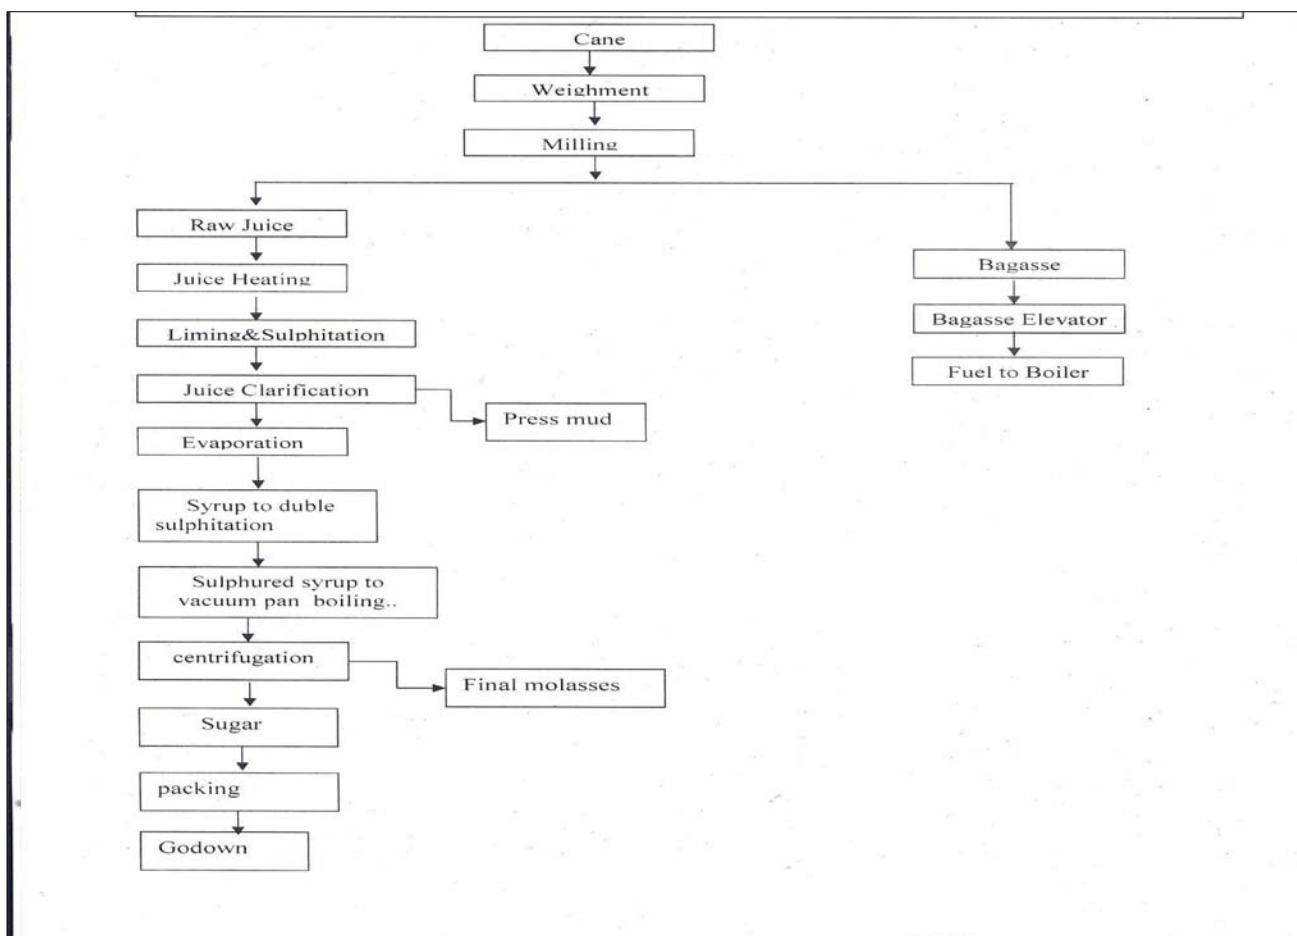 Cane
Weighment
Milling
Raw Juice
Juice Heating
Liming&Sulphitation
Juice Clarification
Press mud
Evaporation
Syrup to duble
sulphitation
Sulphured syrup to
vacuum pan boiling..
centrifugation
Final molasses
Sugar
packing
Godown
Bagasse
Bagasse Elevator
Fuel to Boiler